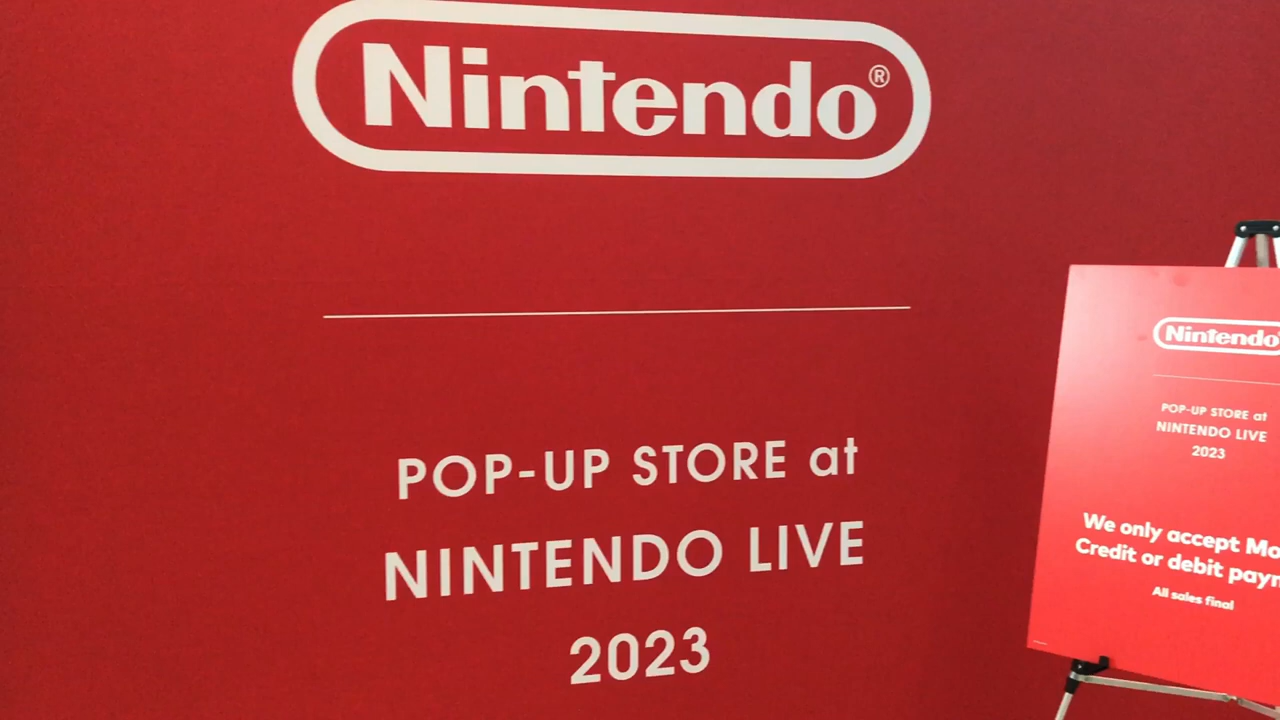 Nintendo®
POP-UP STORE at
NINTENDO LIVE
2023
Nintendo
POP-UP STORE at
NINTENDO LIVE
2023
We only accept
Credit or debit
All sales final